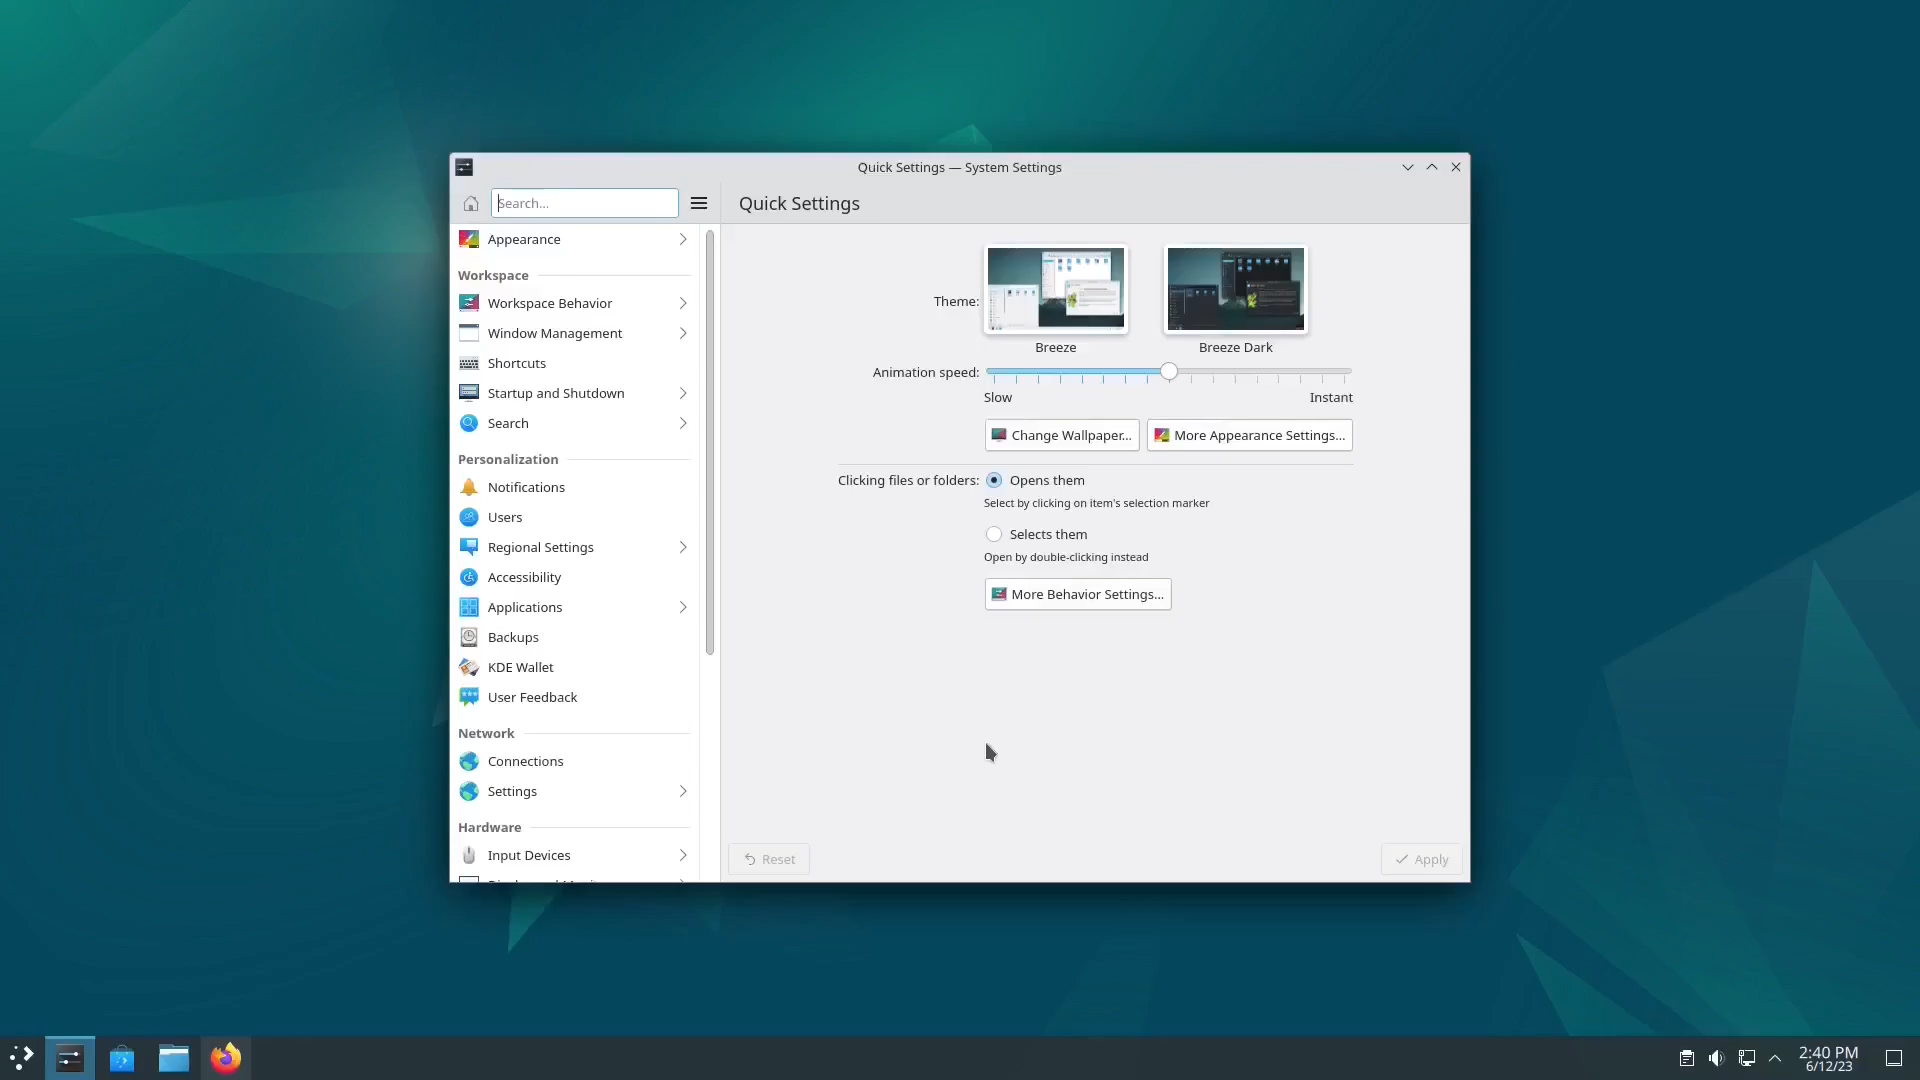 Quick Settings — System Settings
Search...
Quick Settings
Appearance
Workspace
Workspace Behavior
Window Management
Shortcuts
Startup and Shutdown
Search
Personalization
Notifications
Users
Regional Settings
Accessibility
Applications
Backups
KDE Wallet
User Feedback
Network
Connections
Settings
Hardware
Input Devices
Theme:
Breeze
Breeze Dark
Animation speed:
Slow
Instant
Change Wallpaper...
More Appearance Settings...
Clicking files or folders:
Opens them
Select by clicking on item's selection marker
Selects them
Open by double-clicking instead
More Behavior Settings...
Reset
Apply
2:40 PM
6/12/23